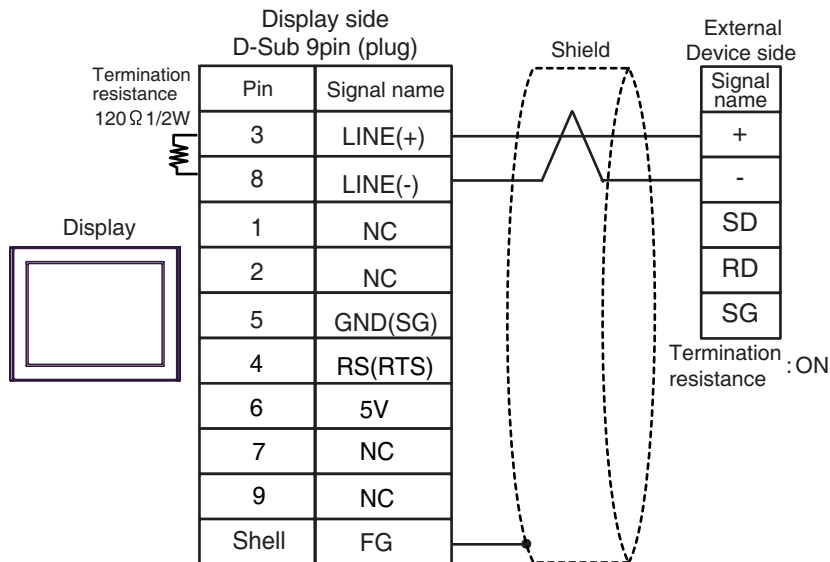 Display side
D-Sub 9pin (plug)
Shield
External
Device side
Termination
resistance
120Ω 1/2W
Pin Signal name
Signal
name
3 LINE(+) +
8 LINE(-) -
Display
1 NC SD
2 NC RD
5 GND(SG) SG
4 RS(RTS)
Termination
resistance : ON
6 5V
7 NC
9 NC
Shell FG